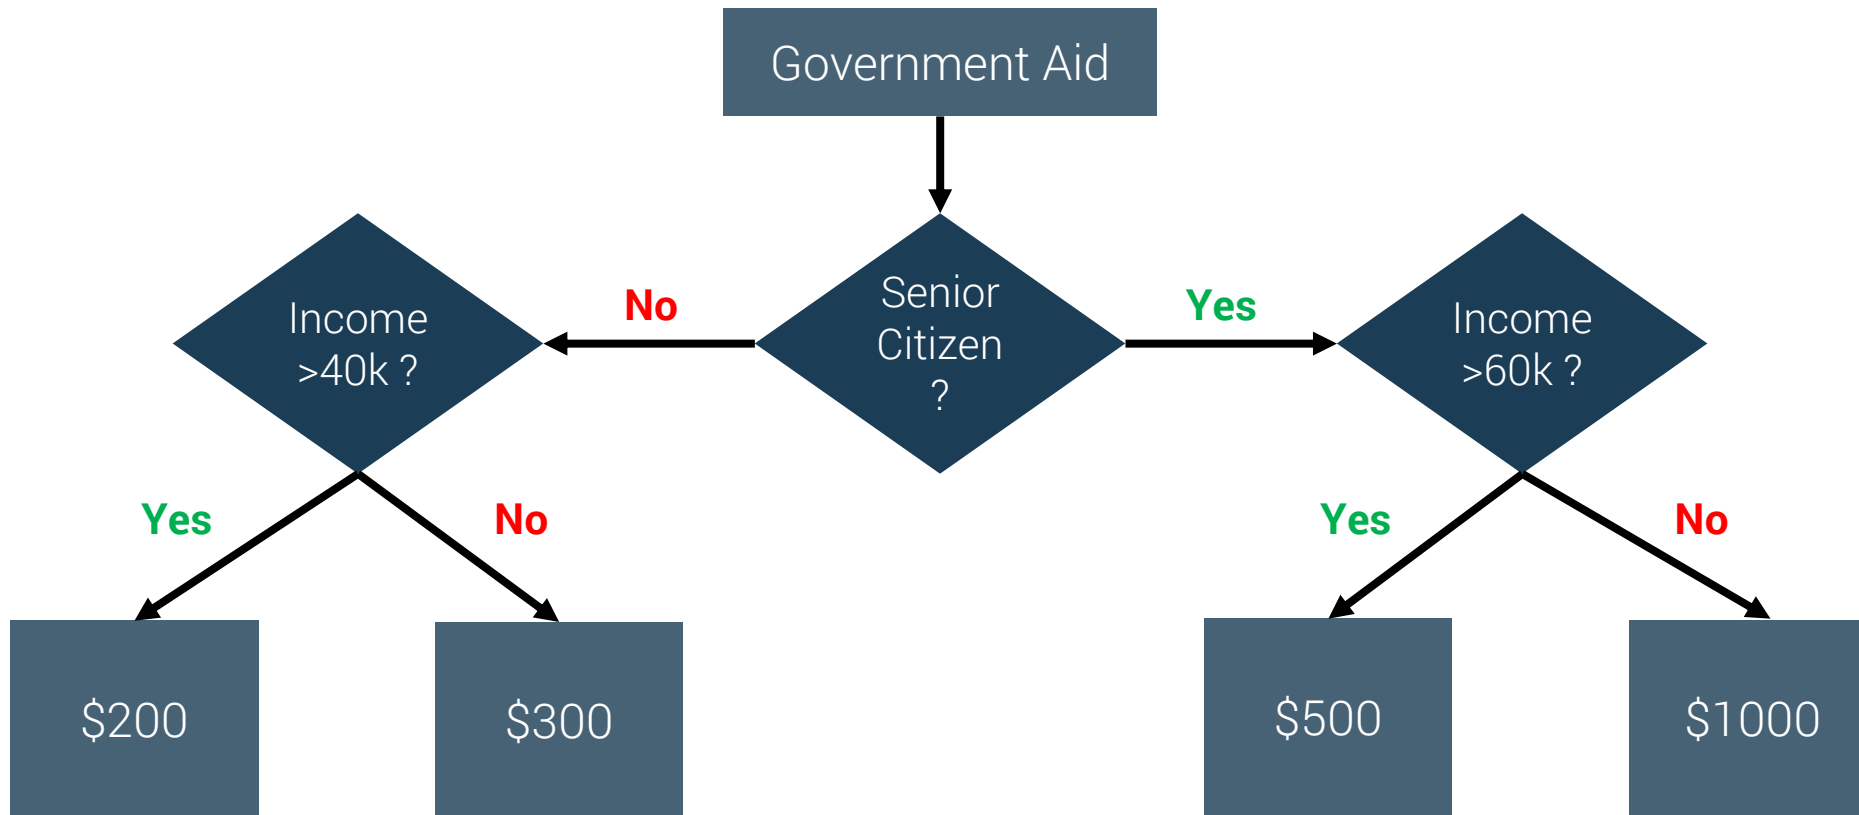 Government Aid
Income
>40k ?
No
Senior
Citizen
?
Yes
Income
>60k ?
Yes
No
Yes
No
$200
$300
$500
$1000